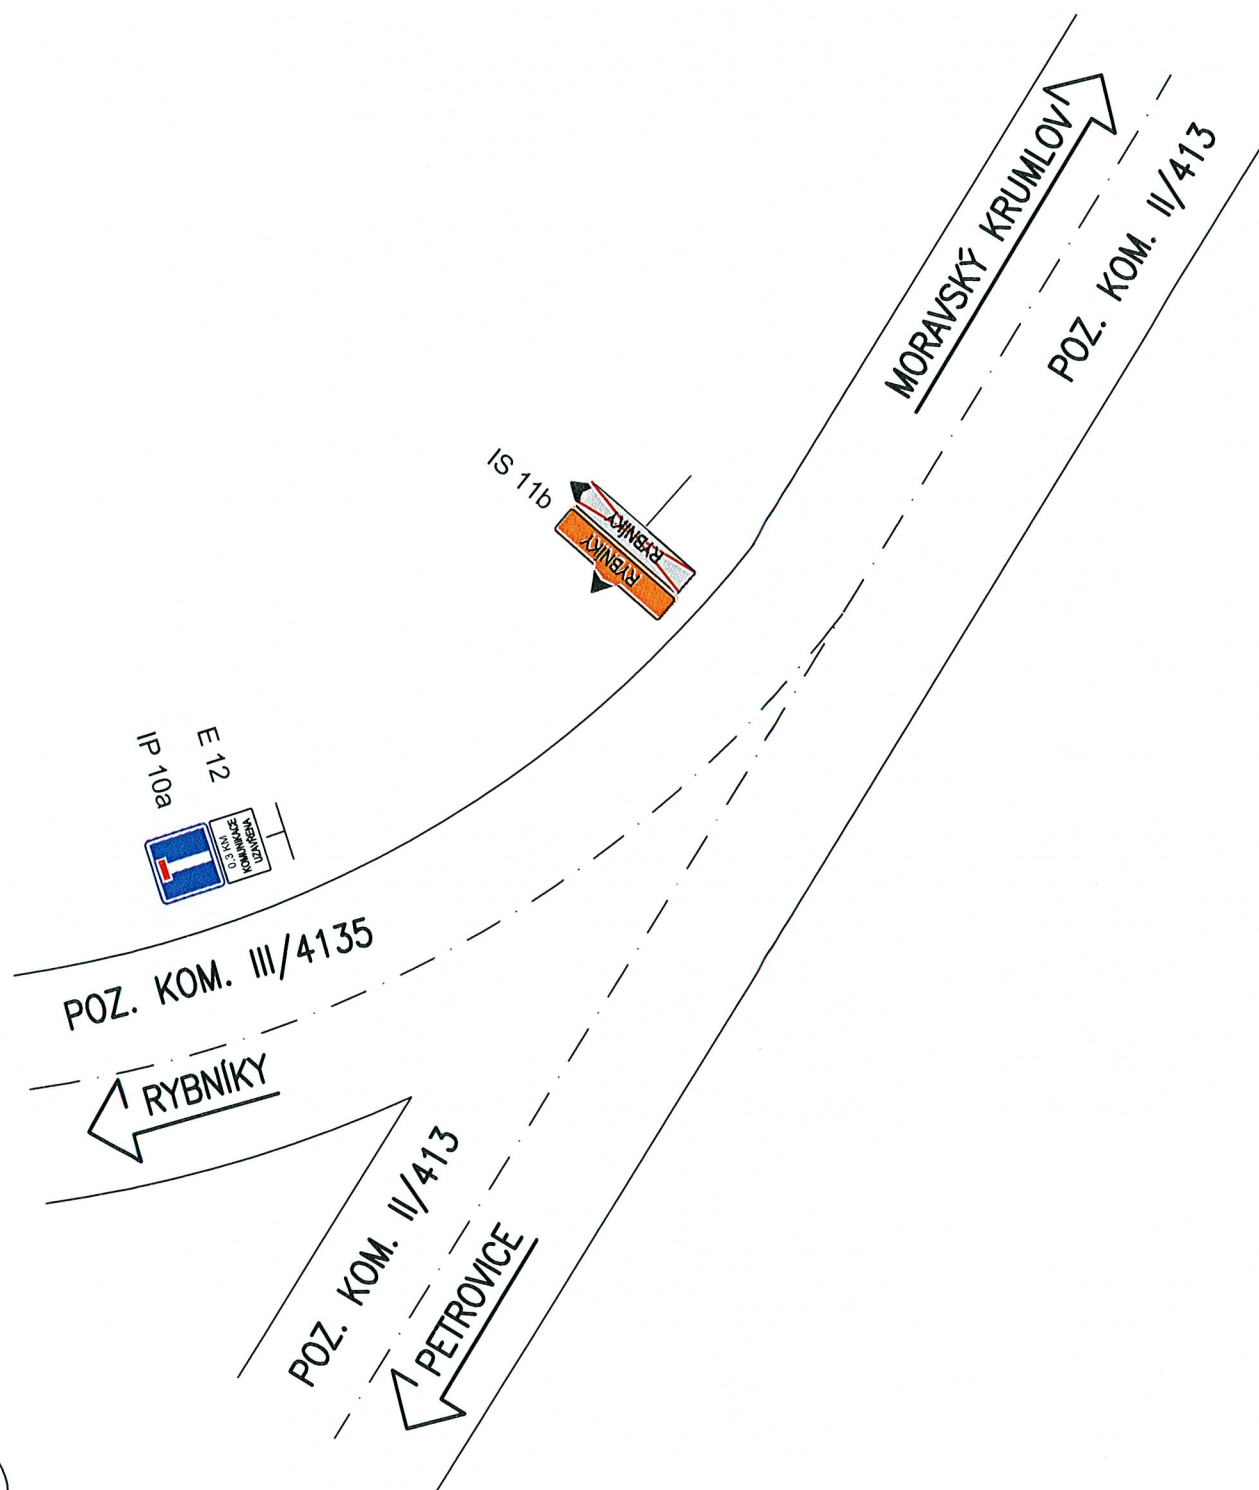 MORAVSKÝ KRUMLOV
POZ. KOM. II/413
IS 11b
RYBNÍKY
RYBNÍKY
E 12
IP 10a
0,3 KM
KOMUNIKACE
UZAVŘENA
POZ. KOM. III/4135
RYBNÍKY
POZ. KOM. II/413
PETROVICE